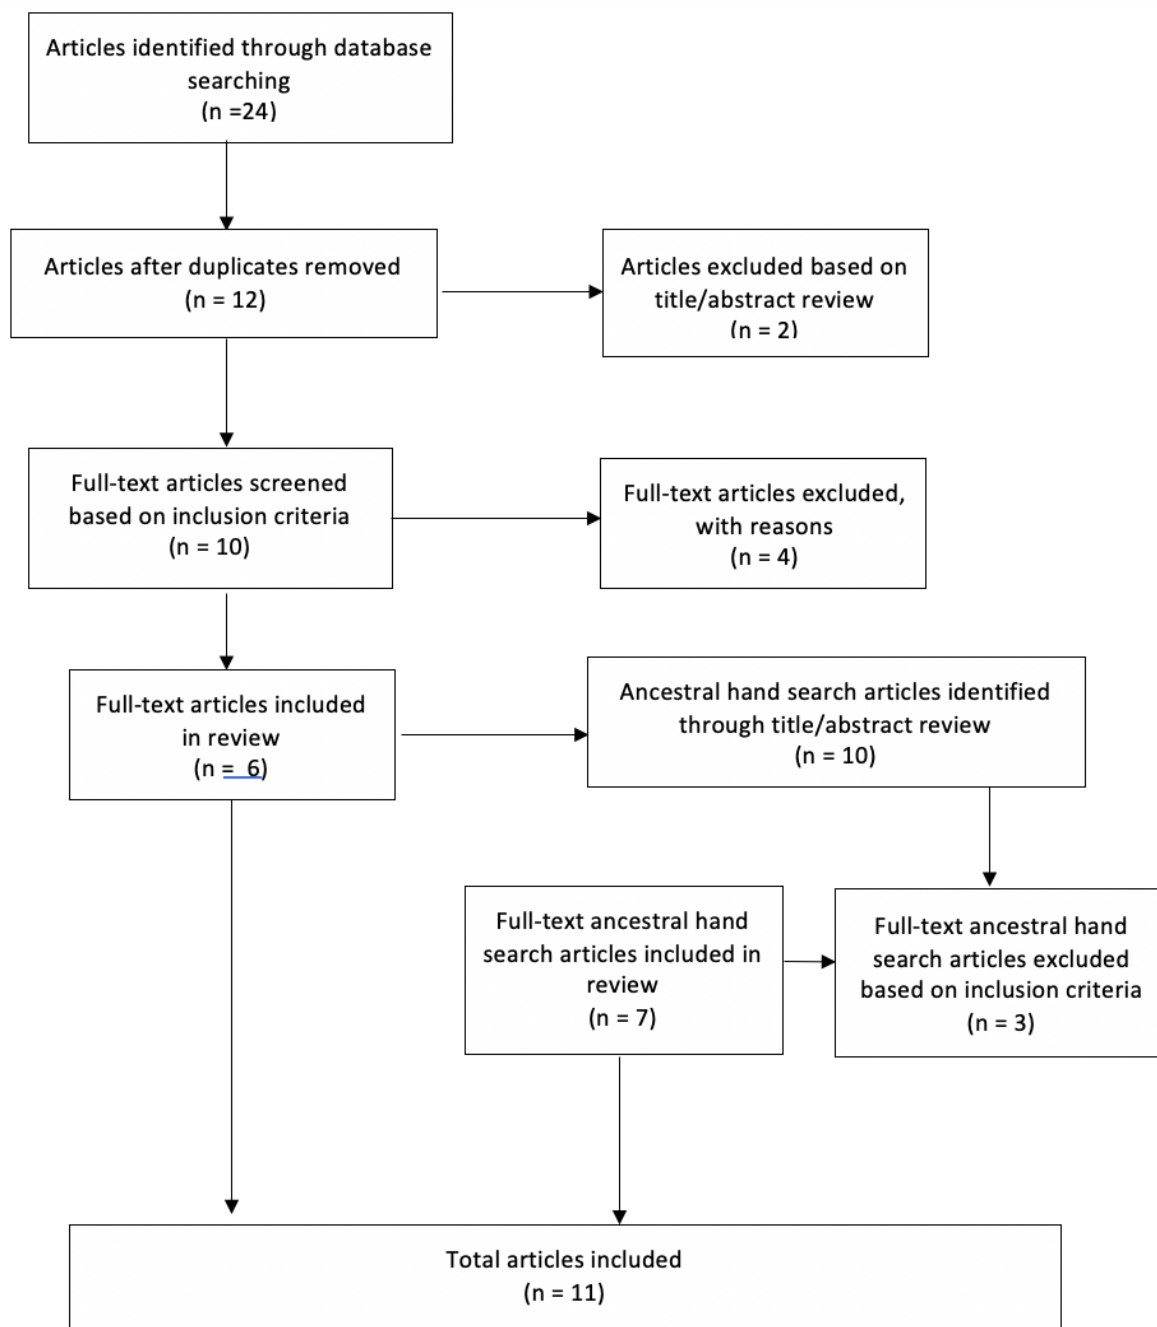 Articles identified through database
searching
(n =24)
Articles after duplicates removed
(n = 12)
Articles excluded based on
title/abstract review
(n = 2)
Full-text articles screened
based on inclusion criteria
(n = 10)
Full-text articles excluded,
with reasons
(n = 4)
Full-text articles included
in review
(n = 6)
Ancestral hand search articles identified
through title/abstract review
(n = 10)
Full-text ancestral hand
search articles included in
review
(n = 7)
Full-text ancestral hand
search articles excluded
based on inclusion criteria
(n = 3)
Total articles included
(n = 11)